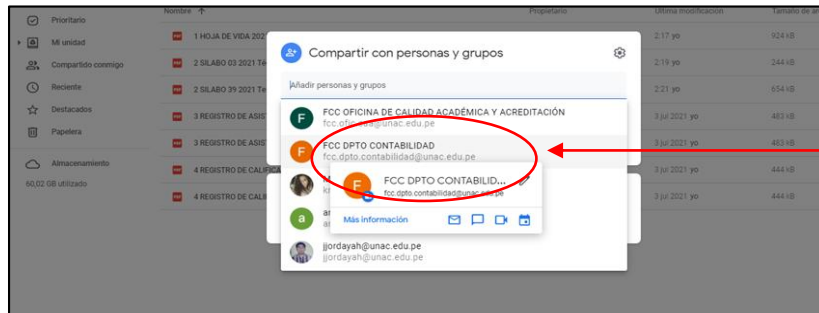 Nombre
Propietario
Última modificación
Tamaño de
Prioritario
Mi unidad
Compartido conmigo
Reciente
Destacados
Papelera
Almacenamiento
60,02 GB utilizado
1 HOJA DE VIDA 202
2:17 yo
924 kB
2 SILABO 03 2021
2:19 yo
244 kB
2 SILABO 39 2021 Te
2:21 yo
654 kB
3 REGISTRO DE ASIS
3 jul 2021 yo
483 kB
3 REGISTRO DE ASIS
3 jul 2021 yo
483 kB
4 REGISTRO DE CALIFICA
3 jul 2021 yo
444 kB
4 REGISTRO DE CALI
3 jul 2021 yo
444 kB
Compartir con personas y grupos
Añadir personas y grupos
F
FCC OFICINA DE CALIDAD ACADÉMICA Y ACREDITACIÓN
F
FCC DPTO CONTABILIDAD
fcc.dpto.contabilidad@unac.edu.pe
F
FCC DPTO CONTABILID...
fcc.dpto.contabilidad@unac.edu.pe
Más información
a
jjordayah@unac.edu.pe
jjordayah@unac.edu.pe